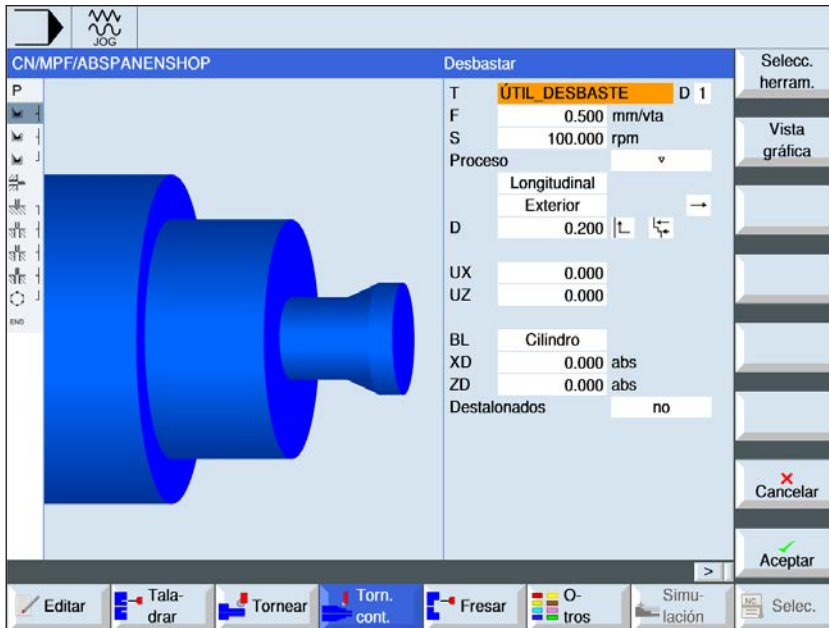 JOG
CN/MPF/ABSPANENSHOP
Desbastar
Selecc.
herram.
P
T ÚTIL_DESBASTE D 1
F 0.500 mm/vta
S 100.000 rpm
Vista
gráfica
Proceso
Longitudinal
Exterior
D 0.200
UX 0.000
UZ 0.000
END
BL Cilindro
XD 0.000 abs
ZD 0.000 abs
Destalonados no
Cancelar
Aceptar
>
Editar
Tala-
drar
Tornear
Torn.
cont.
Fresar
O-
tros
Simu-
lación
NC
Selec.